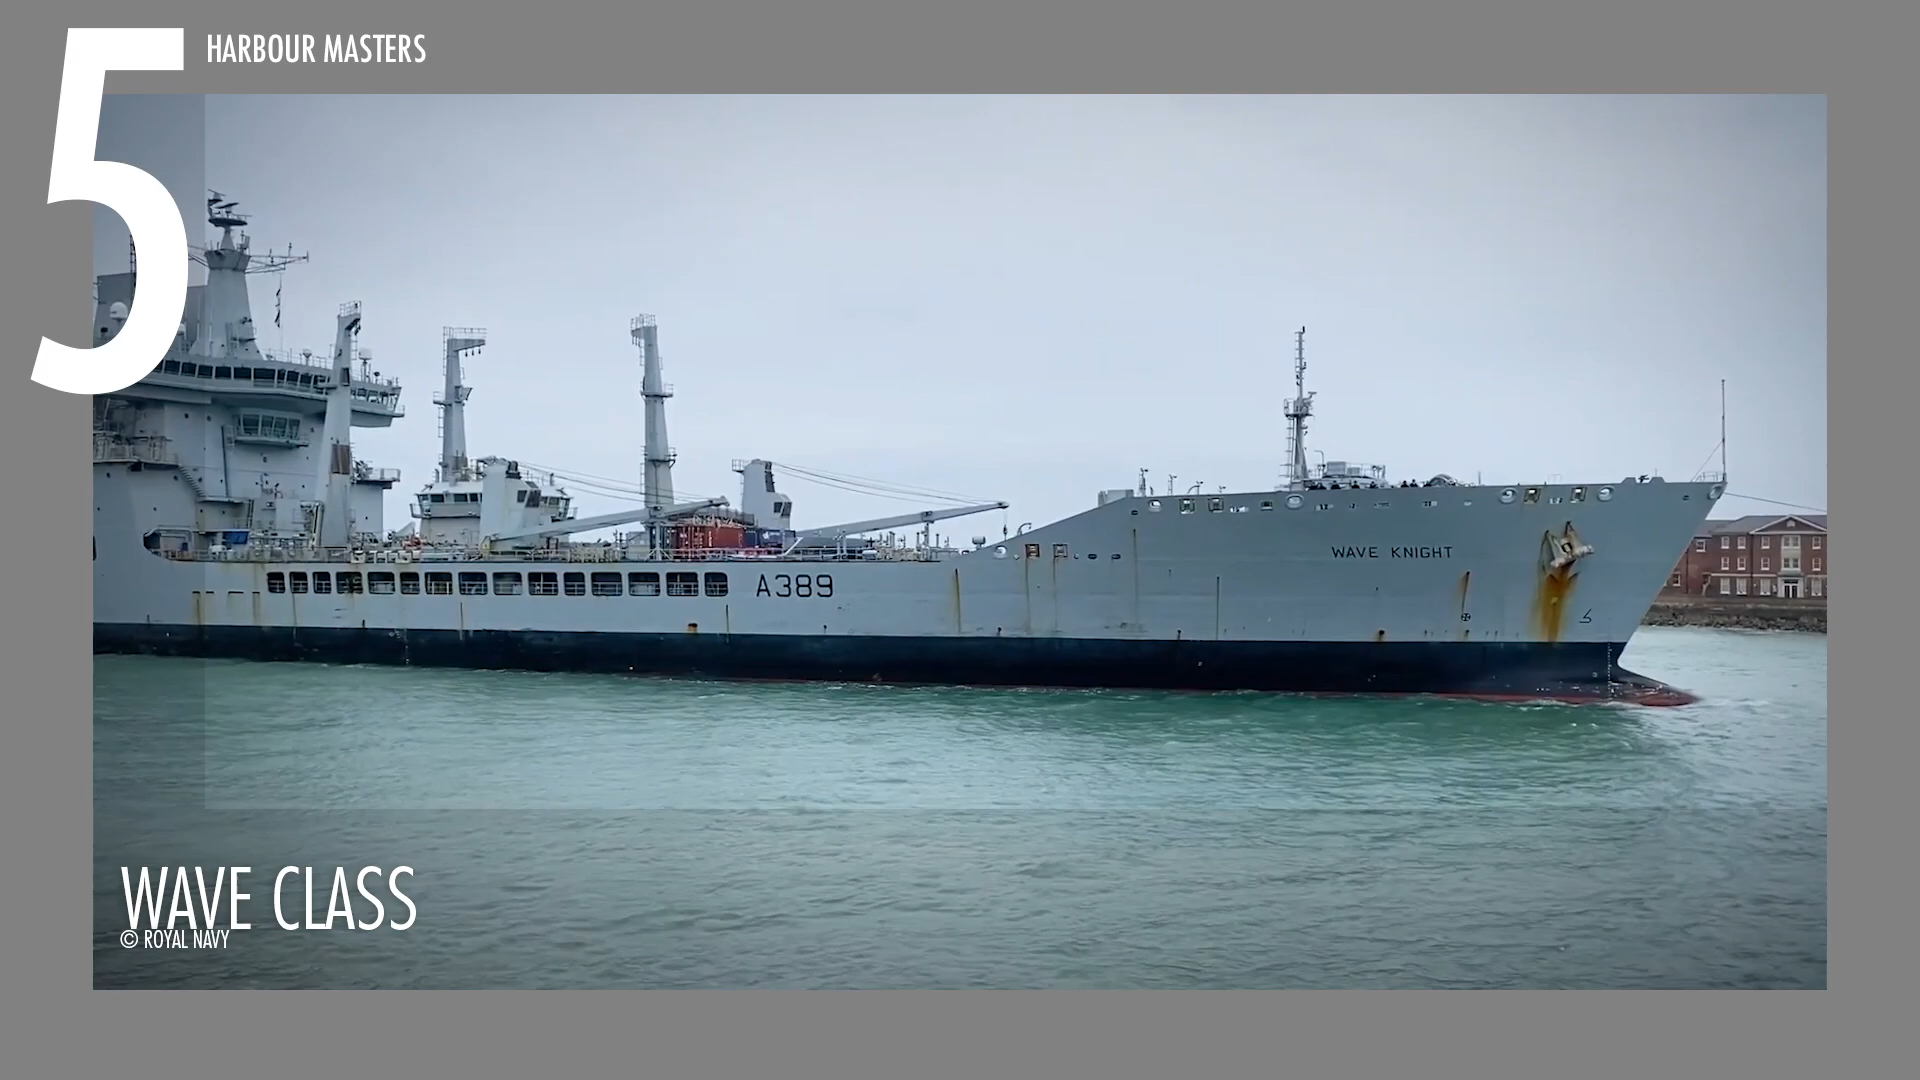 5
HARBOUR MASTERS
WAVE KNIGHT
A389
WAVE CLASS
© ROYAL NAVY